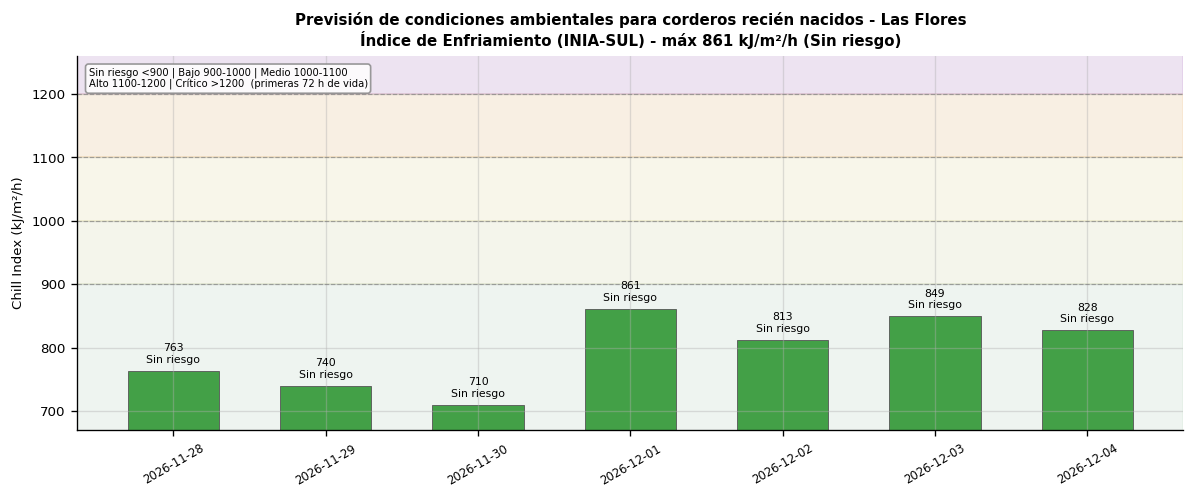 Previsión de condiciones ambientales para corderos recién nacidos - Las Flores
Índice de Enfriamiento (INIA-SUL) - máx 861 kJ/m²/h (Sin riesgo)
Sin riesgo <900 | Bajo 900-1000 | Medio 1000-1100
Alto 1100-1200 | Crítico >1200 (primeras 72 h de vida)
Chill Index (kJ/m²/h)
1200
1100
1000
900
800
700
763
Sin riesgo
740
Sin riesgo
710
Sin riesgo
861
Sin riesgo
813
Sin riesgo
849
Sin riesgo
828
Sin riesgo
2026-11-28
2026-11-29
2026-11-30
2026-12-01
2026-12-02
2026-12-03
2026-12-04